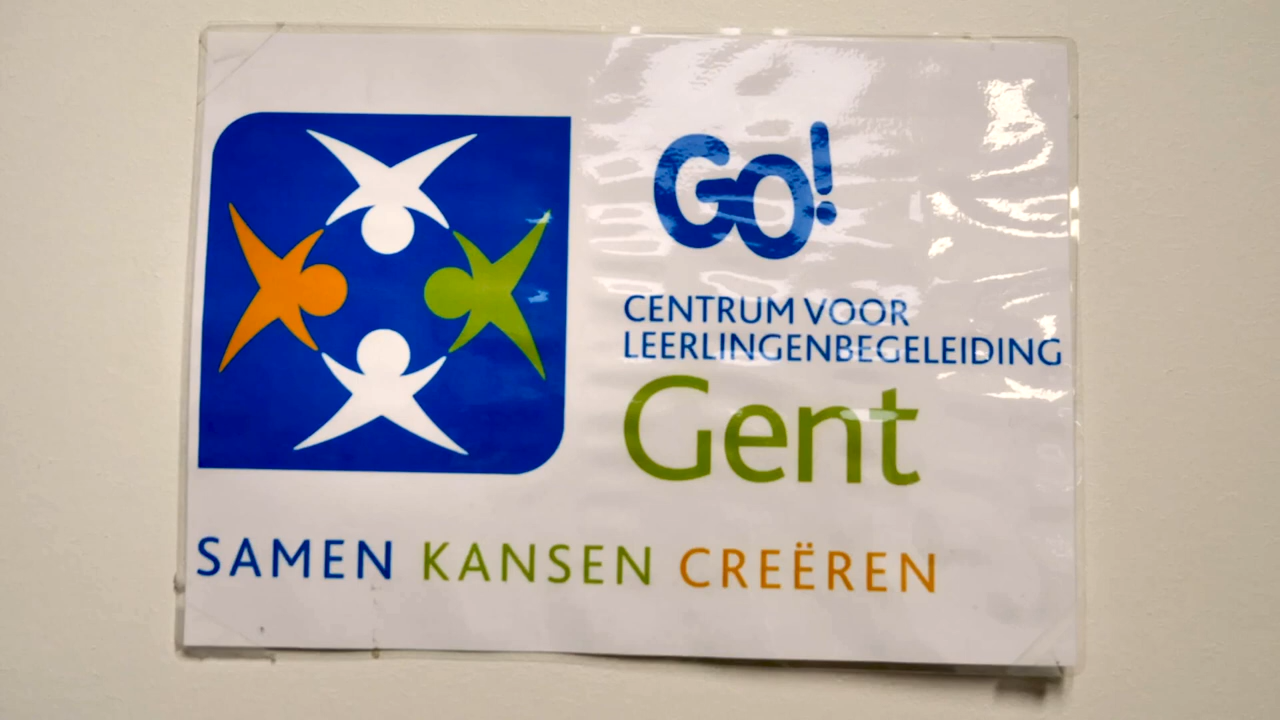 GO!
CENTRUM VOOR
LEERLINGENBEGELEIDING
Gent
SAMEN KANSEN CREËREN